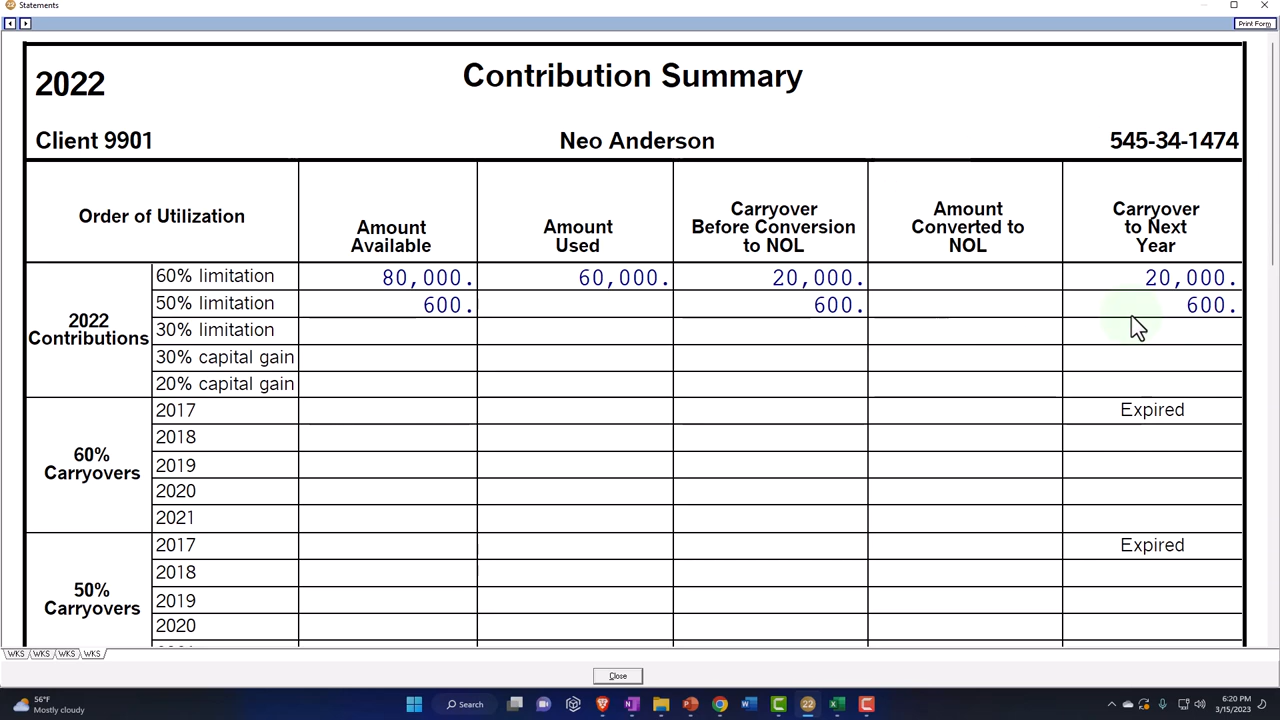 Statements
Print Form
2022
Contribution Summary
Client 9901
Neo Anderson
545-34-1474
Order of Utilization
Amount
Available
Amount
Used
Carryover
Before Conversion
to NOL
Amount
Converted to
NOL
Carryover
to Next
Year
2022
Contributions
60% limitation 80,000. 60,000. 20,000. 20,000.
50% limitation 600. 600. 600.
30% limitation
30% capital gain
20% capital gain
60%
Carryovers
2017 Expired
2018
2019
2020
2021
50%
Carryovers
2017 Expired
2018
2019
2020
WKS WKS WKS WKS
Close
56°F
Mostly cloudy
Search
22
6:20 PM
3/15/2023